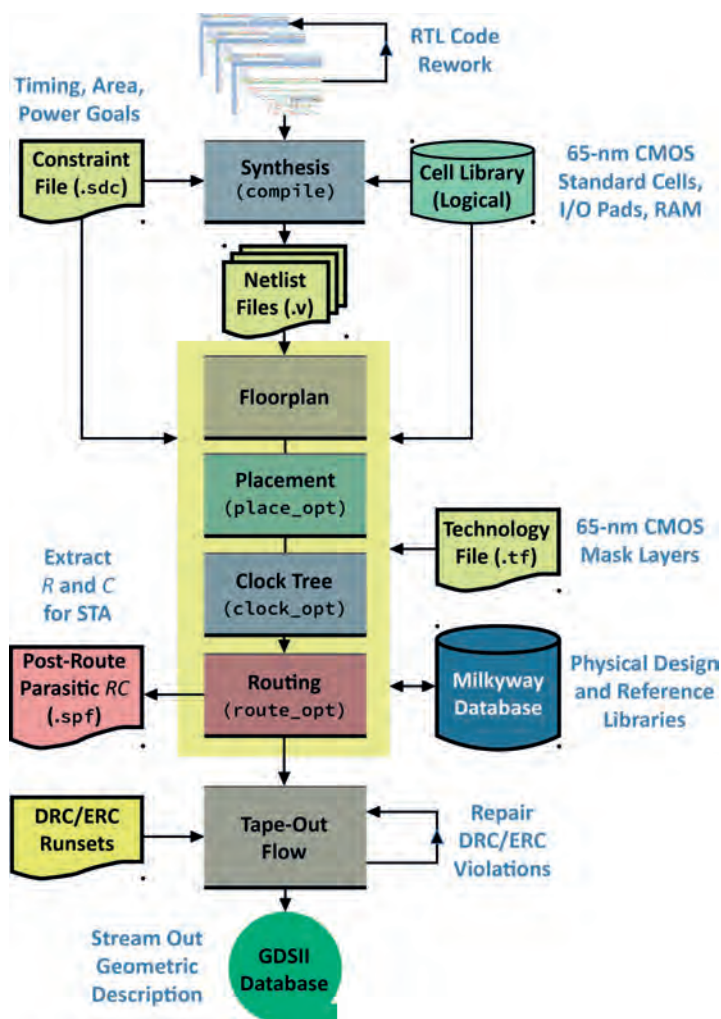 RTL Code
Rework
Timing, Area,
Power Goals
Constraint
File (.sdc)
Synthesis
(compile)
Cell Library
(Logical)
65-nm CMOS
Standard Cells,
I/O Pads, RAM
Netlist
Files (.v)
Floorplan
Placement
(place_opt)
Technology
File (.tf)
65-nm CMOS
Mask Layers
Extract
R and C
for STA
Clock Tree
(clock_opt)
Post-Route
Parasitic RC
(.spf)
Routing
(route_opt)
Milkyway
Database
Physical Design
and Reference
Libraries
DRC/ERC
Runsets
Tape-Out
Flow
Repair
DRC/ERC
Violations
Stream Out
Geometric
Description
GDSII
Database